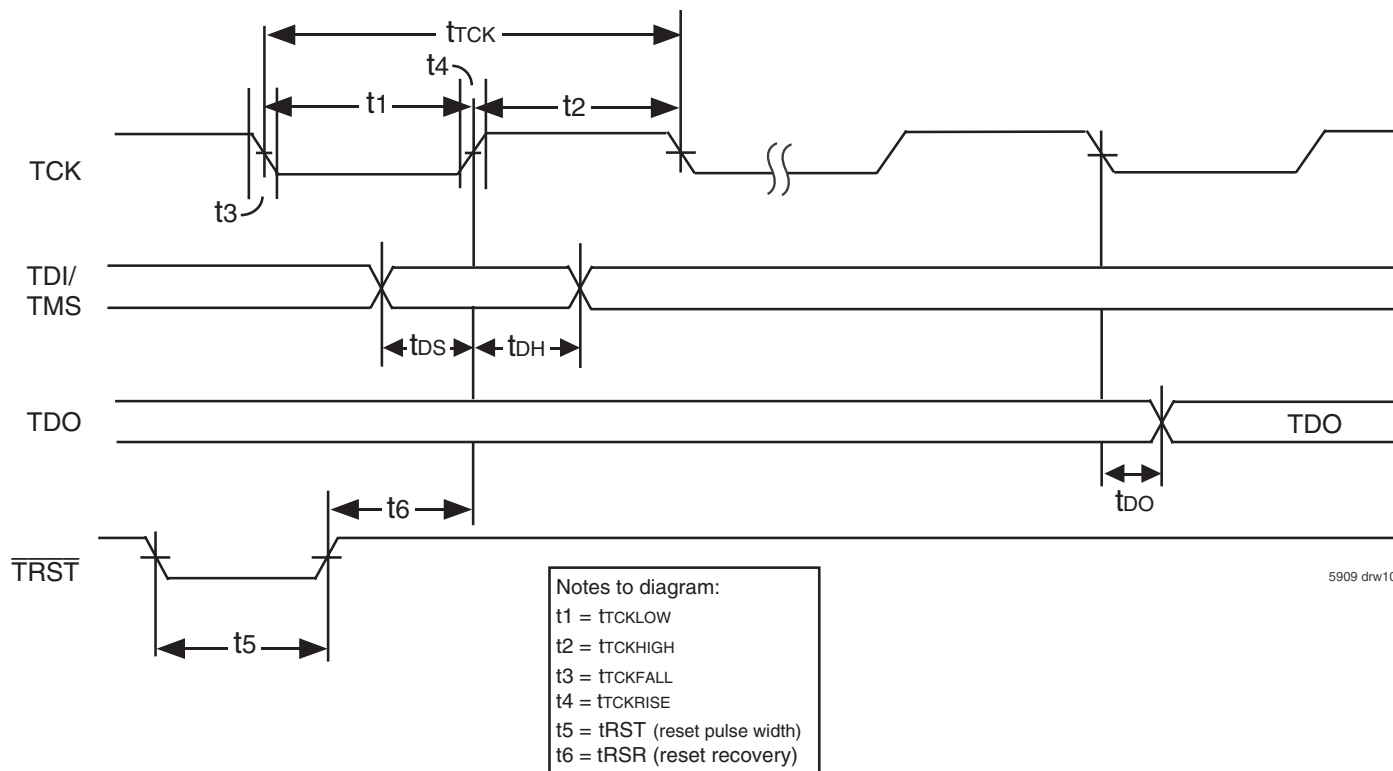 tTCK
t4
t1
t2
TCK
t3
TDI/
TMS
tDS
tDH
TDO
TDO
t6
tDO
TRST
5909 drw10
t5
Notes to diagram:
t1 = tTCKLOW
t2 = tTCKHIGH
t3 = tTCKFALL
t4 = tTCKRISE
t5 = tRST (reset pulse width)
t6 = tRSR (reset recovery)